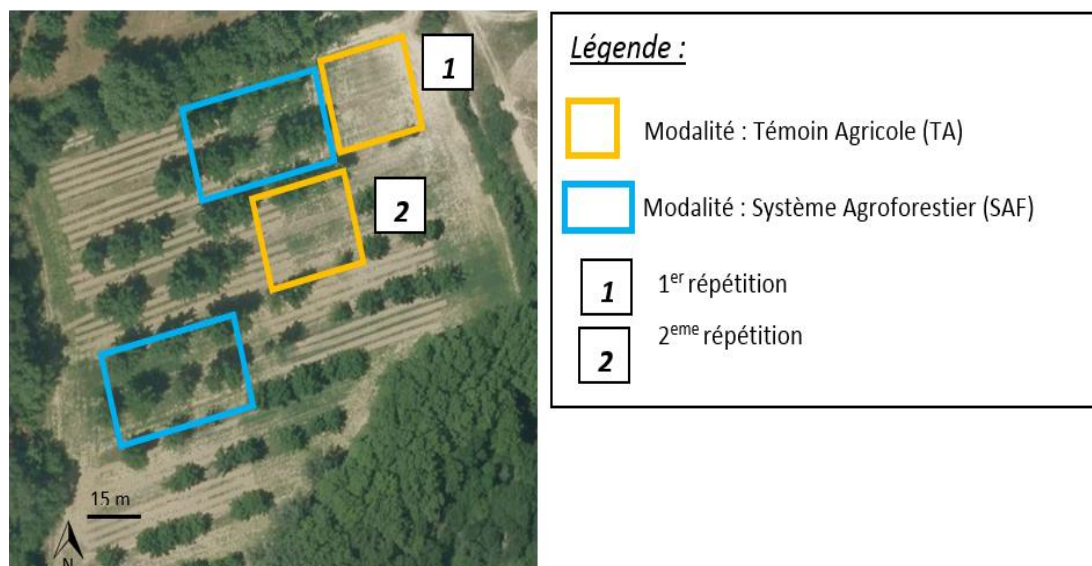 1
2
15 m
N
Légende :
Modalité : Témoin Agricole (TA)
Modalité : Système Agroforestier (SAF)
1 1er répétition
2 2eme répétition